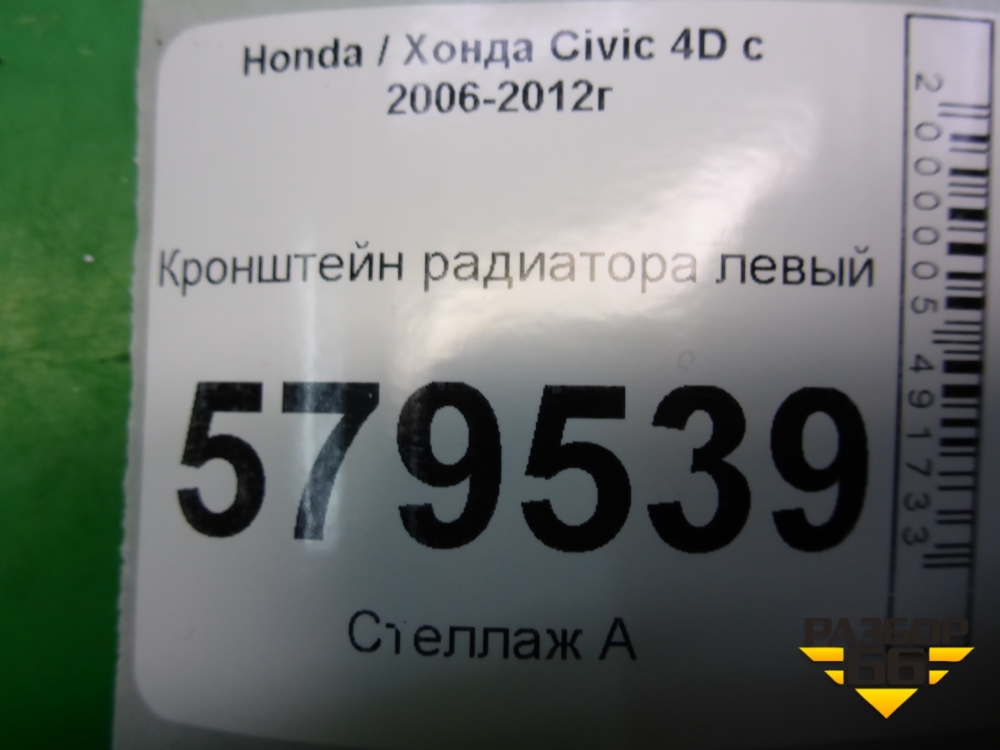 Honda / Хонда Civic 4D с
2006-2012г
Кронштейн радиатора левый
579539
Стеллаж А
2000005491733
РАЗБОР
66